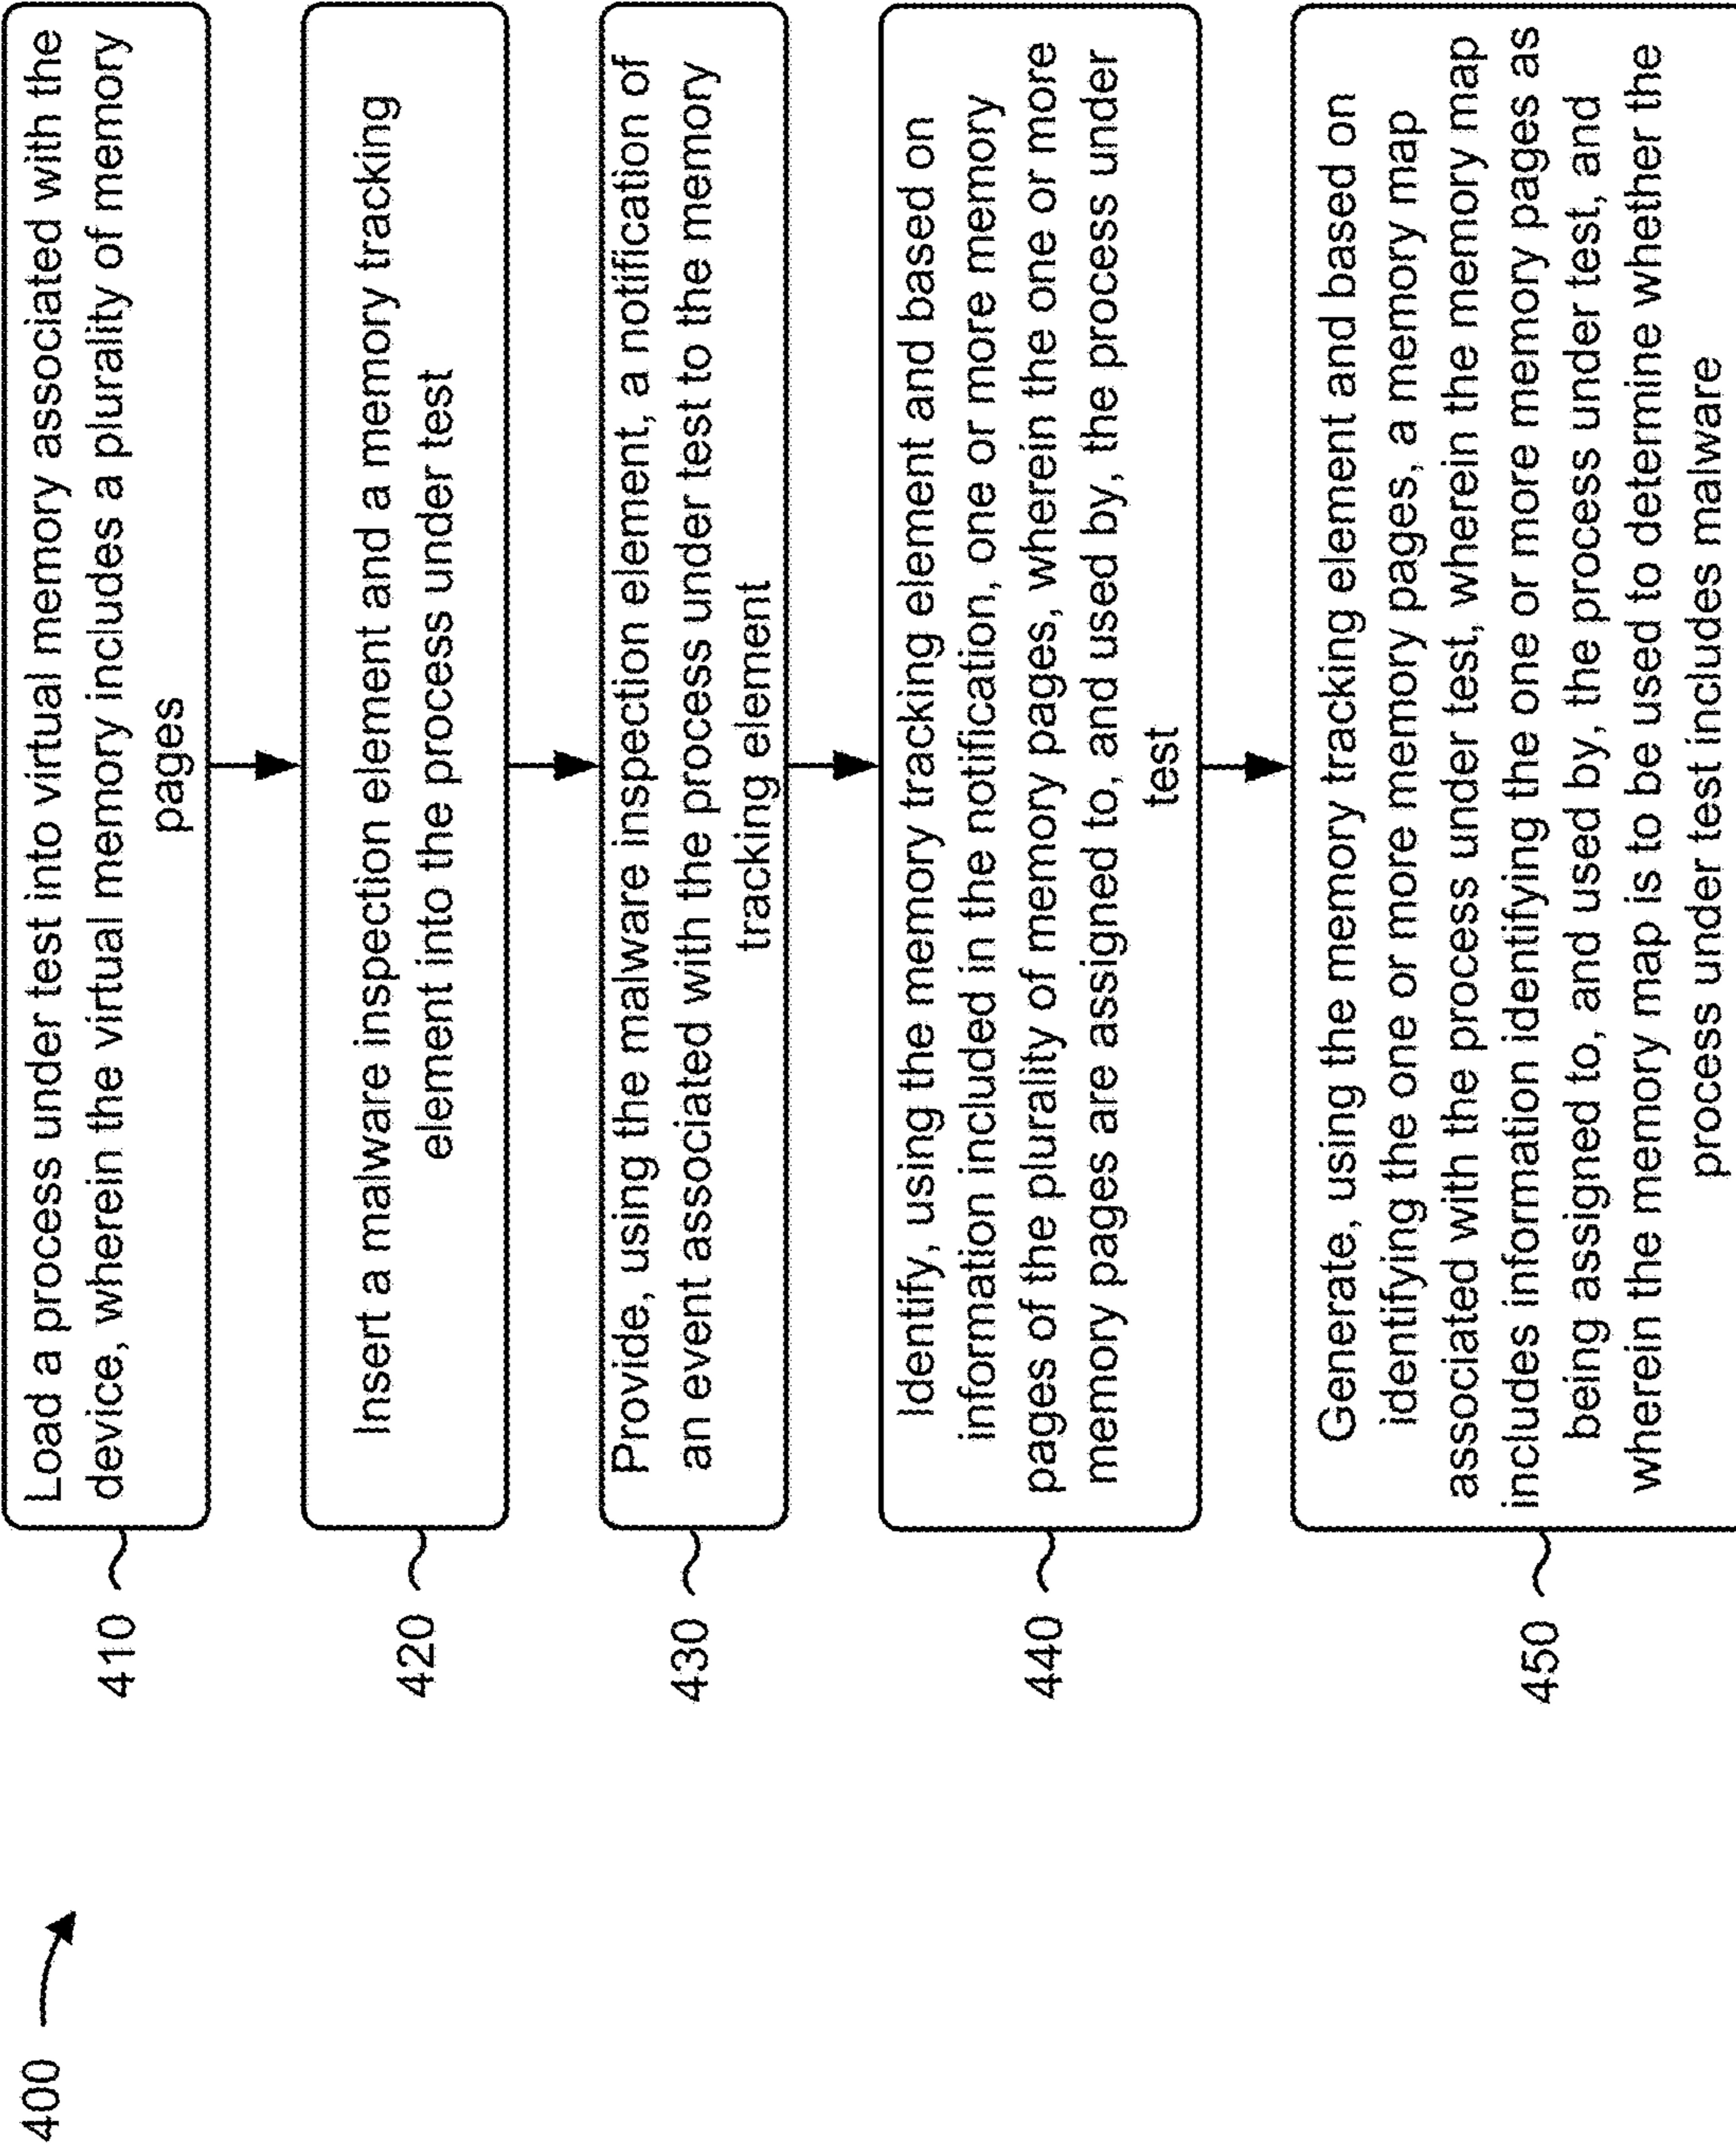 400
410
Load a process under test into virtual memory associated with the
device, wherein the virtual memory includes a plurality of memory
pages
420
Insert a malware inspection element and a memory tracking
element into the process under test
430
Provide, using the malware inspection element, a notification of
an event associated with the process under test to the memory
tracking element
440
Identify, using the memory tracking element and based on
information included in the notification, one or more memory
pages of the plurality of memory pages, wherein the one or more
memory pages are assigned to, and used by, the process under
test
450
Generate, using the memory tracking element and based on
identifying the one or more memory pages, a memory map
associated with the process under test, wherein the memory map
includes information identifying the one or more memory pages as
being assigned to, and used by, the process under test, and
wherein the memory map is to be used to determine whether the
process under test includes malware